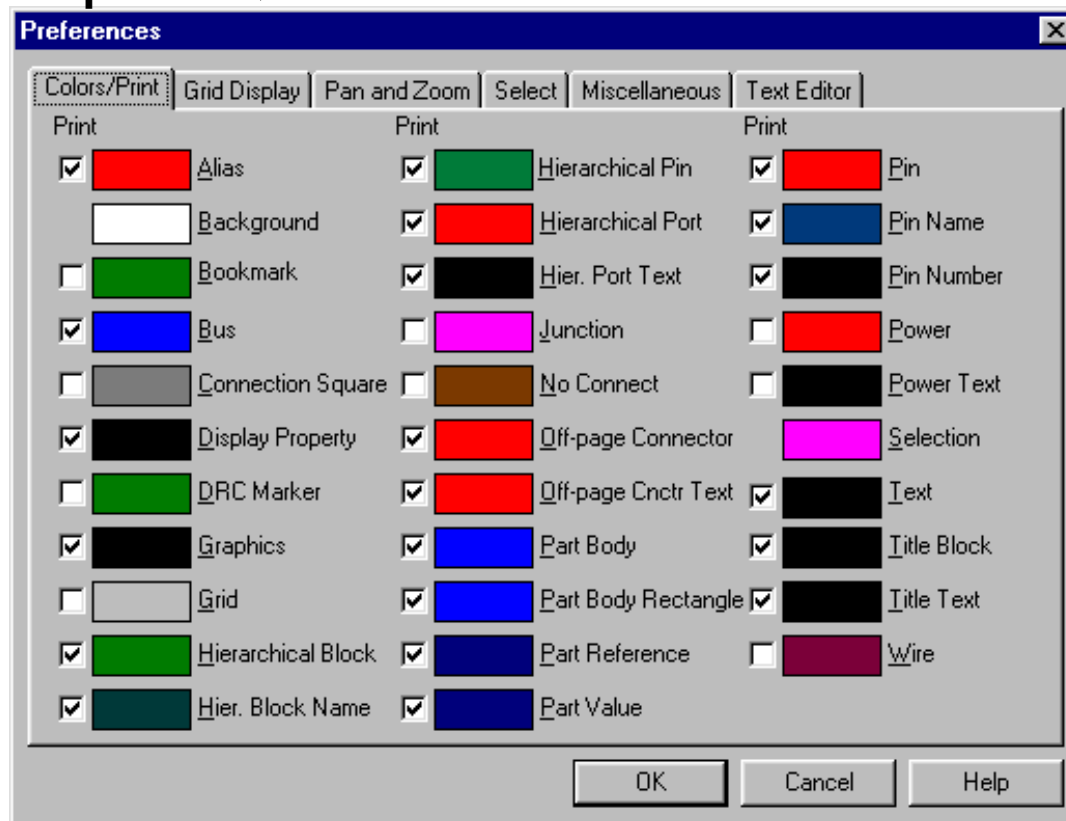 Preferences
Colors/Print Grid Display Pan and Zoom Select Miscellaneous Text Editor
Print Print Print
Alias Hierarchical Pin Pin
Background Hierarchical Port Pin Name
Bookmark Hier. Port Text Pin Number
Bus Junction Power
Connection Square No Connect Power Text
Display Property Off-page Connector Selection
DRC Marker Off-page Cnctr Text Text
Graphics Part Body Title Block
Grid Part Body Rectangle Title Text
Hierarchical Block Part Reference Wire
Hier. Block Name Part Value
OK Cancel Help